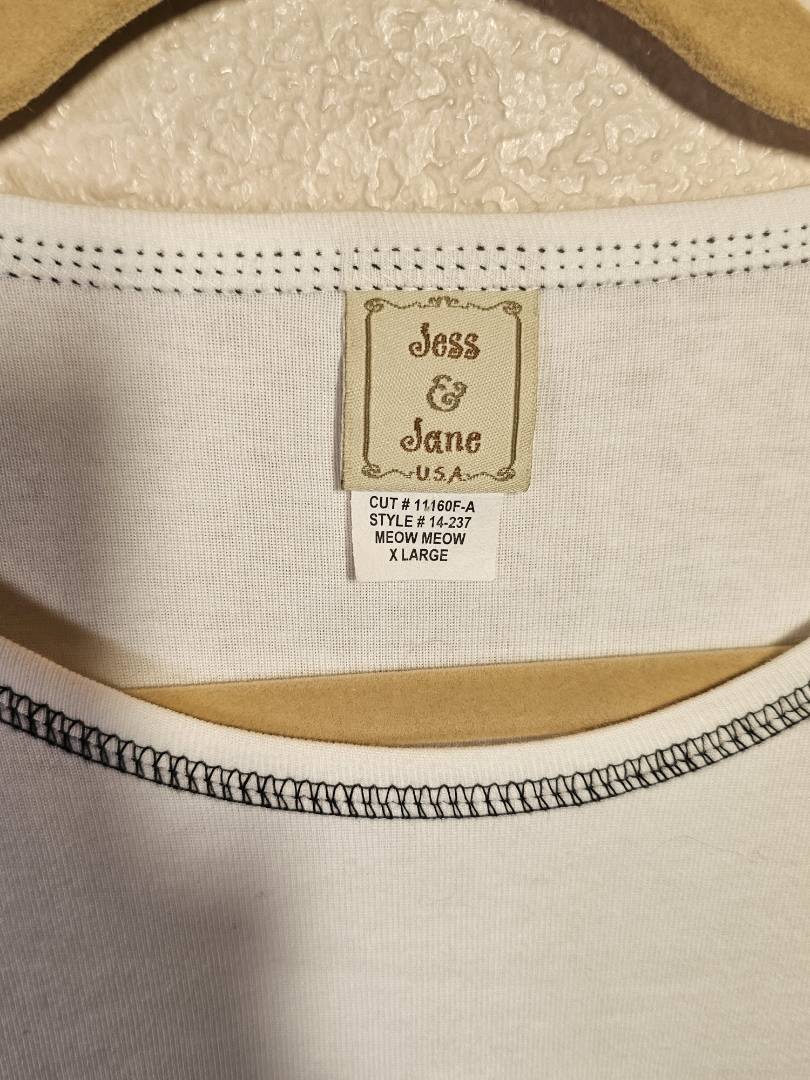 Jess
&
Jane
U.S.A.
CUT # 11160F-A
STYLE # 14-237
MEOW MEOW
X LARGE